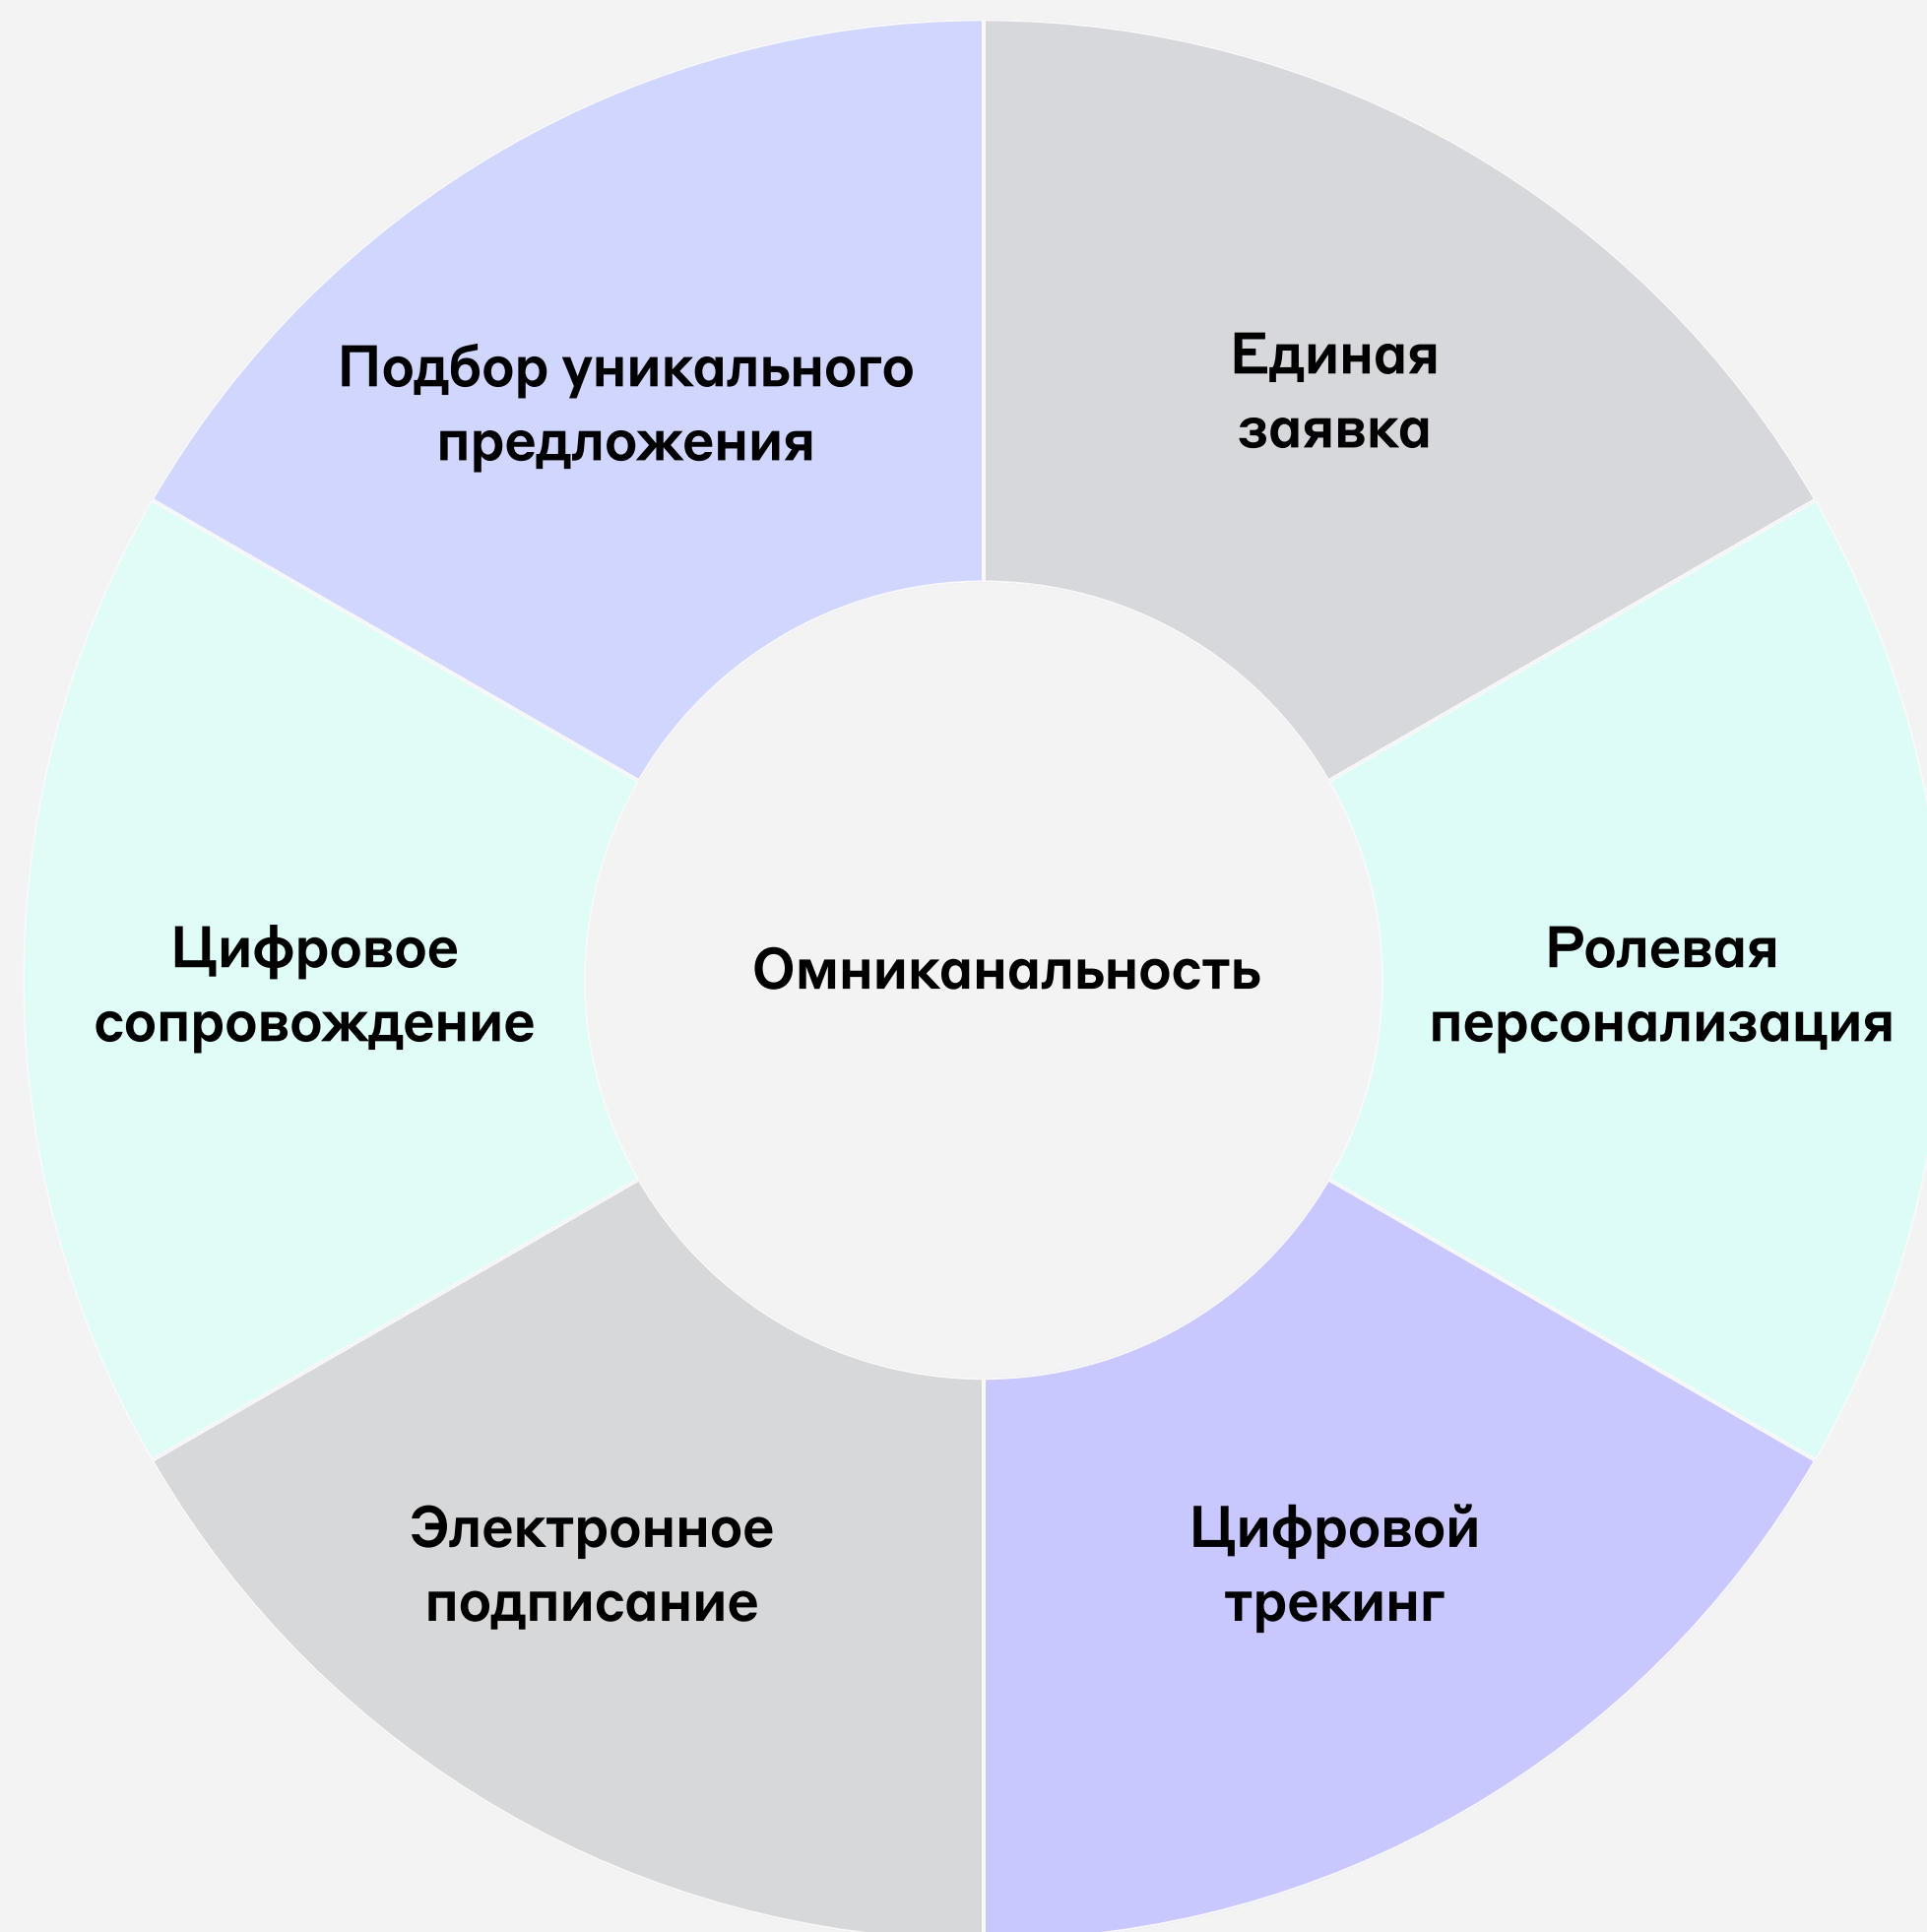 Подбор уникального
предложения
Единая
заявка
Цифровое
сопровождение
Омниканальность
Ролевая
персонализация
Электронное
подписание
Цифровой
трекинг